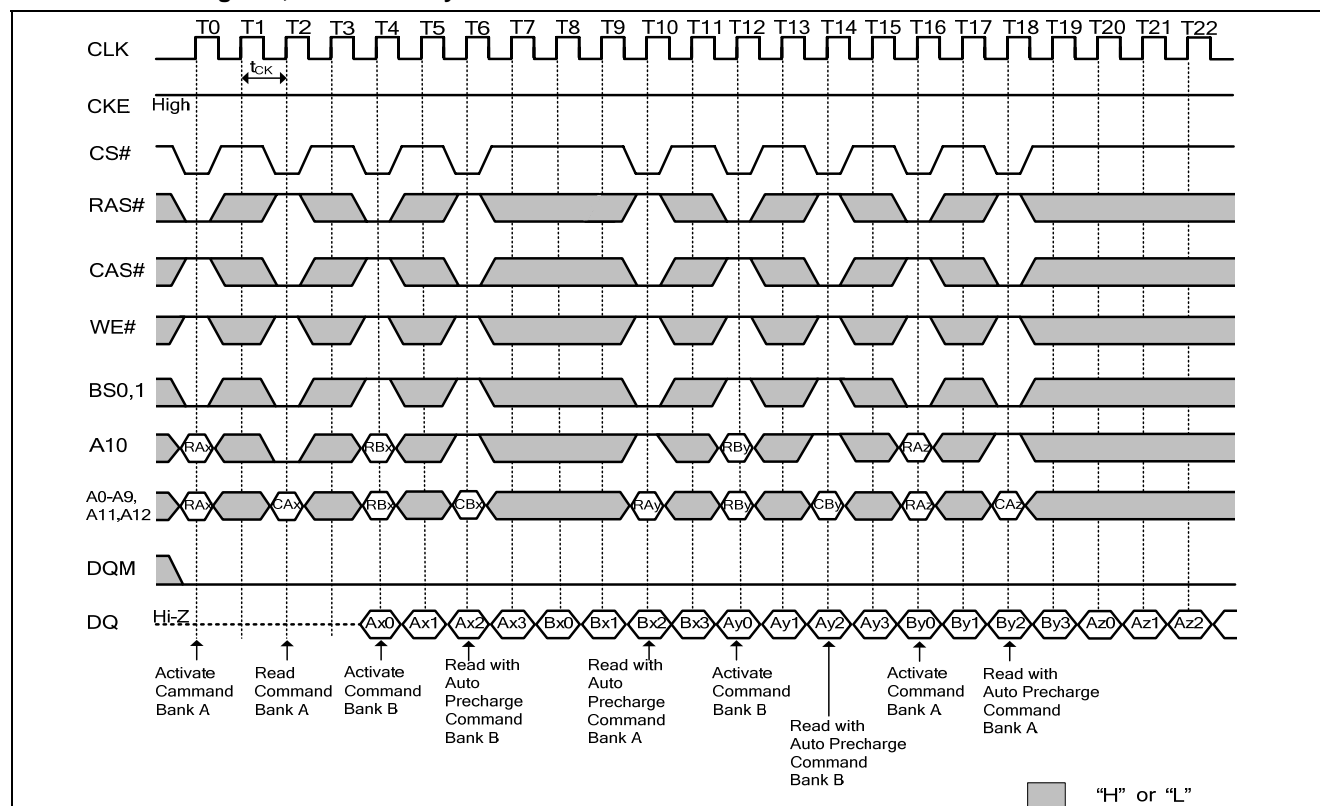 T0 T1 T2 T3 T4 T5 T6 T7 T8 T9 T10 T11 T12 T13 T14 T15 T16 T17 T18 T19 T20 T21 T22
CLK
tCK
CKE High
CS#
RAS#
CAS#
WE#
BS0,1
A10 RAx RBx RBy RAz
A0-A9,
A11,A12 RAx CAx RBx CBx RAy RBy CBy RAz CAz
DQM
DQ Hi-Z Ax0 Ax1 Ax2 Ax3 Bx0 Bx1 Bx2 Bx3 Ay0 Ay1 Ay2 Ay3 By0 By1 By2 By3 Az0 Az1 Az2
Activate
Cammand
Bank A
Read
Command
Bank A
Activate
Command
Bank B
Read with
Auto
Precharge
Command
Bank B
Read with
Auto
Precharge
Command
Bank A
Activate
Command
Bank B
Read with
Auto Precharge
Command
Bank B
Activate
Command
Bank A
Read with
Auto Precharge
Command
Bank A
“H” or “L”